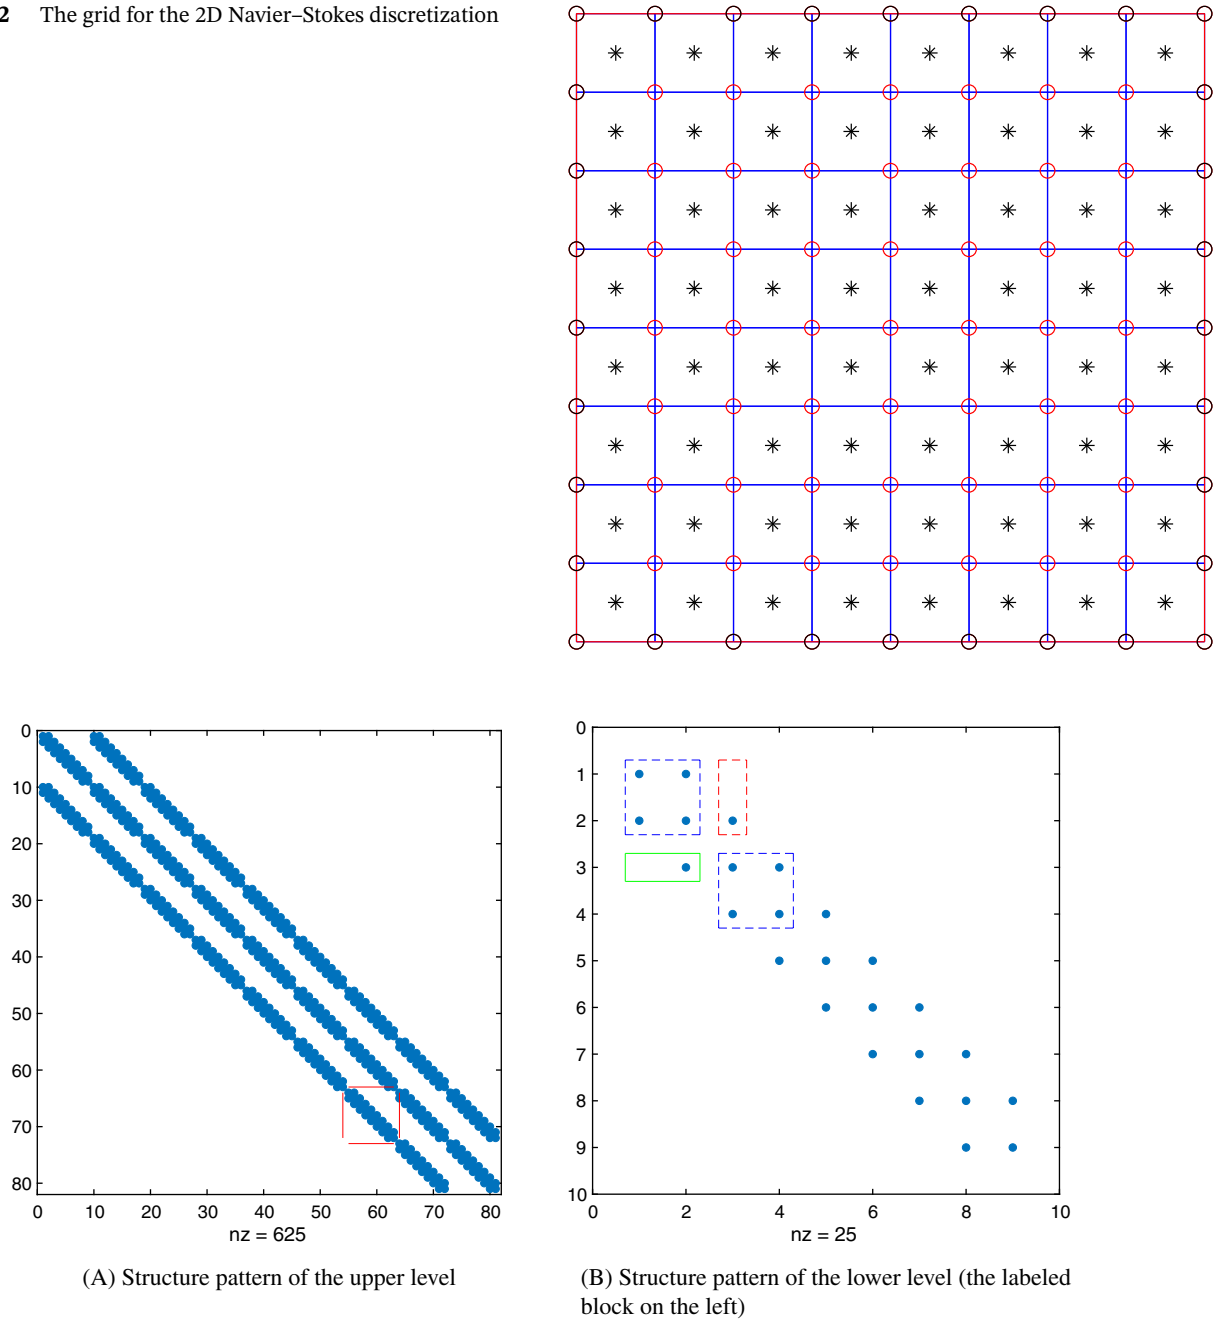 2 The grid for the 2D Navier–Stokes discretization
0
10
20
30
40
50
60
70
80
0 10 20 30 40 50 60 70 80
nz = 625
(A) Structure pattern of the upper level
0
1
2
3
4
5
6
7
8
9
10
0 2 4 6 8 10
nz = 25
(B) Structure pattern of the lower level (the labeled
block on the left)